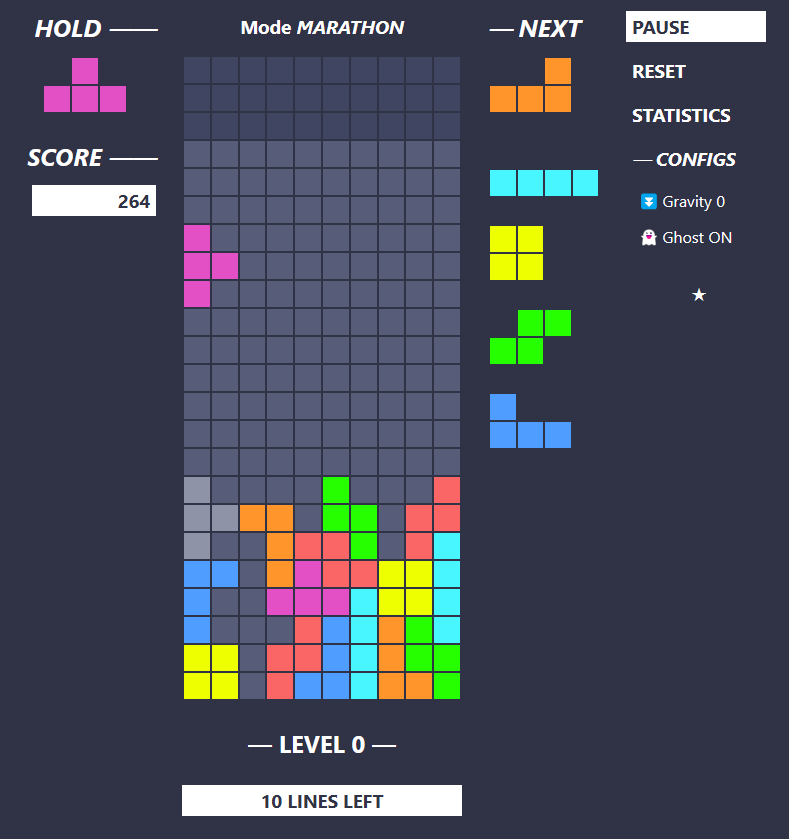 HOLD
Mode MARATHON
NEXT
PAUSE
RESET
STATISTICS
SCORE
264
CONFIGS
Gravity 0
Ghost ON
— LEVEL 0 —
10 LINES LEFT